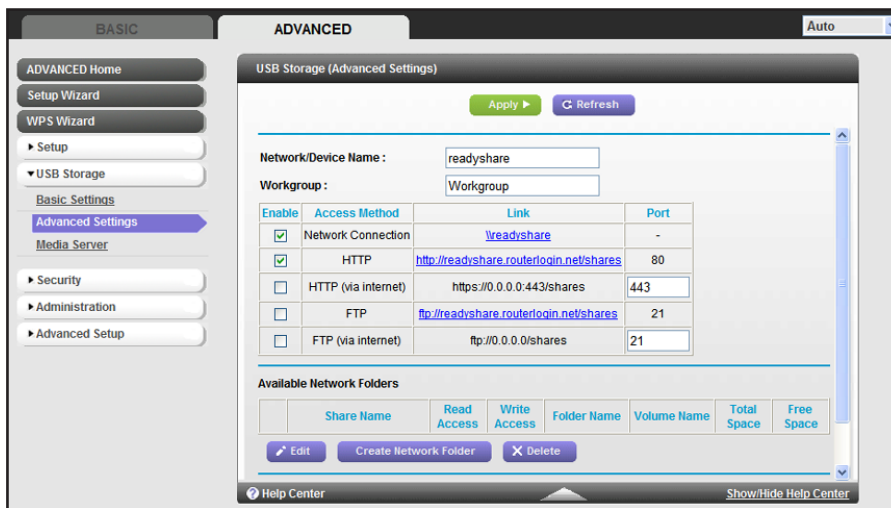 BASIC
ADVANCED
Auto
ADVANCED Home
Setup Wizard
WPS Wizard
Setup
USB Storage
Basic Settings
Advanced Settings
Media Server
Security
Administration
Advanced Setup
USB Storage (Advanced Settings)
Apply
Refresh
Network/Device Name : readyshare
Workgroup : Workgroup
Enable Access Method Link Port
Network Connection \\readyshare -
HTTP http://readyshare.routerlogin.net/shares 80
HTTP (via internet) https://0.0.0.0:443/shares 443
FTP ftp://readyshare.routerlogin.net/shares 21
FTP (via internet) ftp://0.0.0.0/shares 21
Available Network Folders
Share Name Read Access Write Access Folder Name Volume Name Total Space Free Space
Edit Create Network Folder Delete
Help Center Show/Hide Help Center